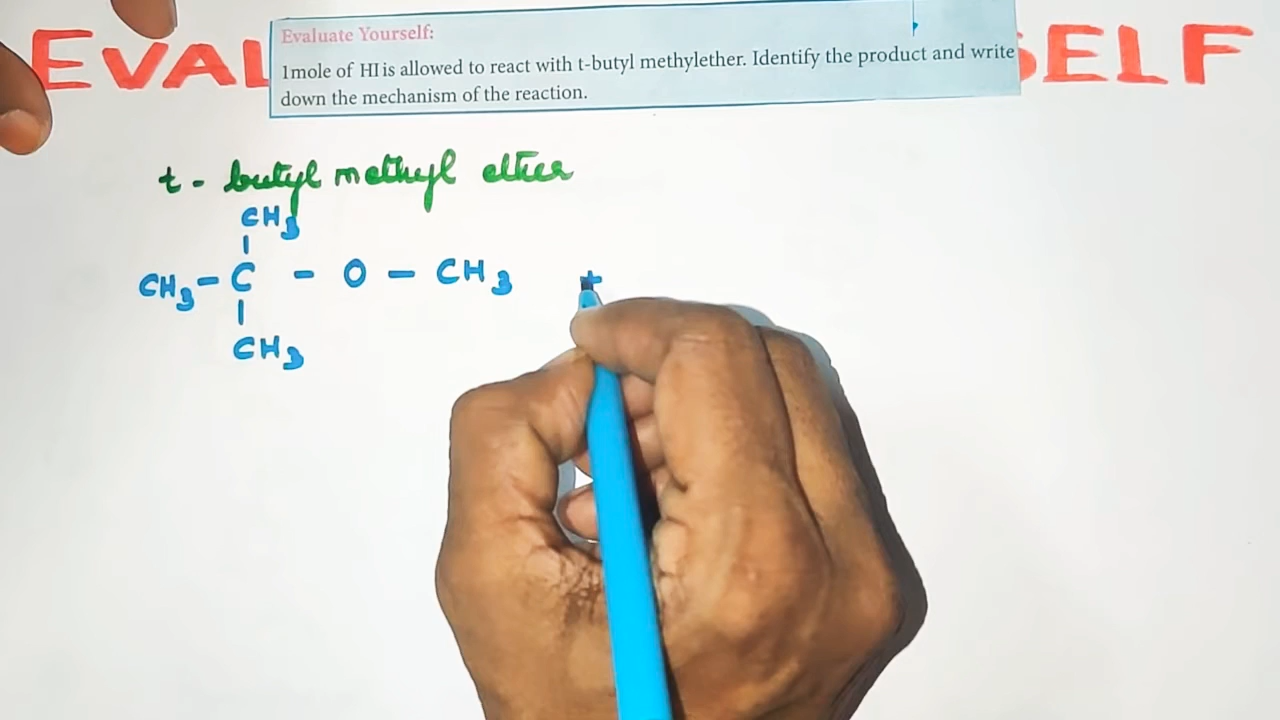 EVAL SELF
Evaluate Yourself:
1mole of HI is allowed to react with t-butyl methylether. Identify the product and write
down the mechanism of the reaction.
t - butyl methyl ether
CH3
CH3 - C - O - CH3 +
CH3